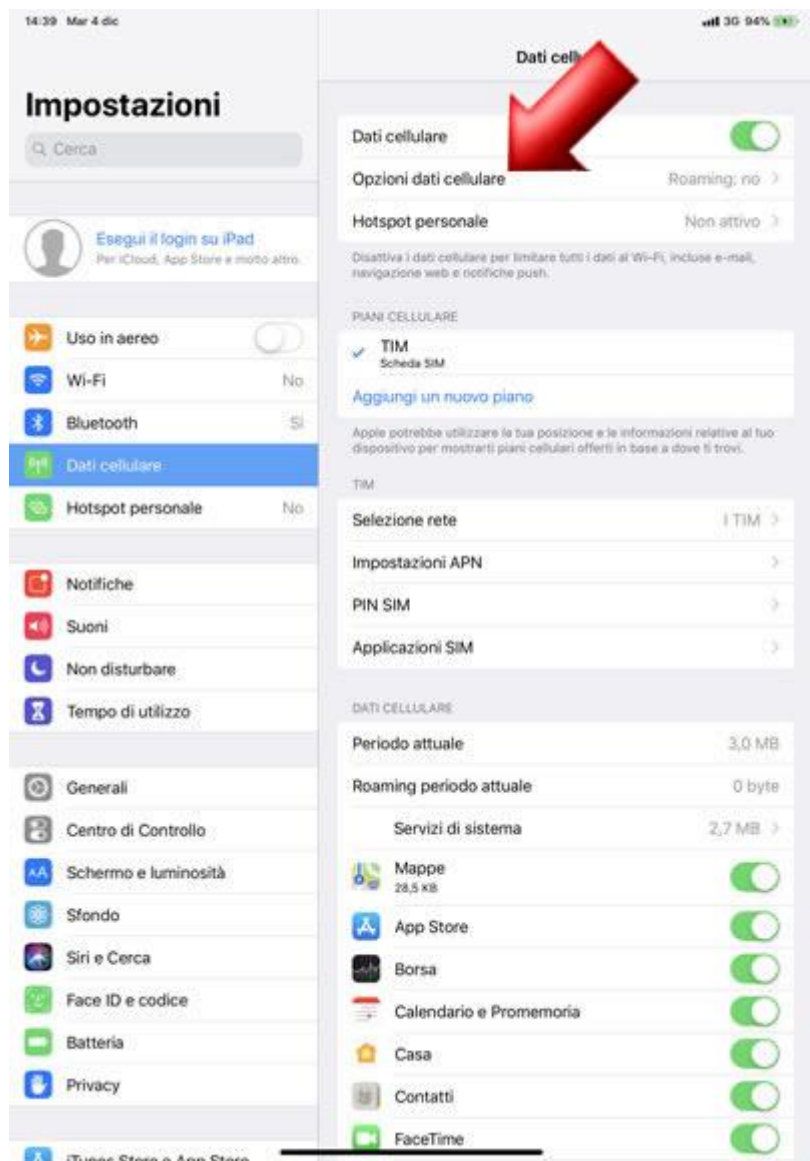 14:39 Mar 4 dic
3G 94%
Impostazioni
Cerca
Esegui il login su iPad
Per iCloud, App Store e molto altro.
Uso in aereo
Wi-Fi No
Bluetooth Sì
Dati cellulare
Hotspot personale No
Notifiche
Suoni
Non disturbare
Tempo di utilizzo
Generali
Centro di Controllo
AA Schermo e luminosità
Sfondo
Siri e Cerca
Face ID e codice
Batteria
Privacy
iTunes Store e App Store
Dati cell
Dati cellulare
Opzioni dati cellulare Roaming: no
Hotspot personale Non attivo
Disattiva i dati cellulare per limitare tutti i dati al Wi-Fi, incluse e-mail,
navigazione web e notifiche push.
PIANI CELLULARE
TIM
Scheda SIM
Aggiungi un nuovo piano
Apple potrebbe utilizzare la tua posizione e le informazioni relative al tuo
dispositivo per mostrarti piani cellulari offerti in base a dove ti trovi.
TIM
Selezione rete I TIM
Impostazioni APN
PIN SIM
Applicazioni SIM
DATI CELLULARE
Periodo attuale 3,0 MB
Roaming periodo attuale 0 byte
Servizi di sistema 2,7 MB
Mappe
28,5 KB
App Store
Borsa
Calendario e Promemoria
Casa
Contatti
FaceTime